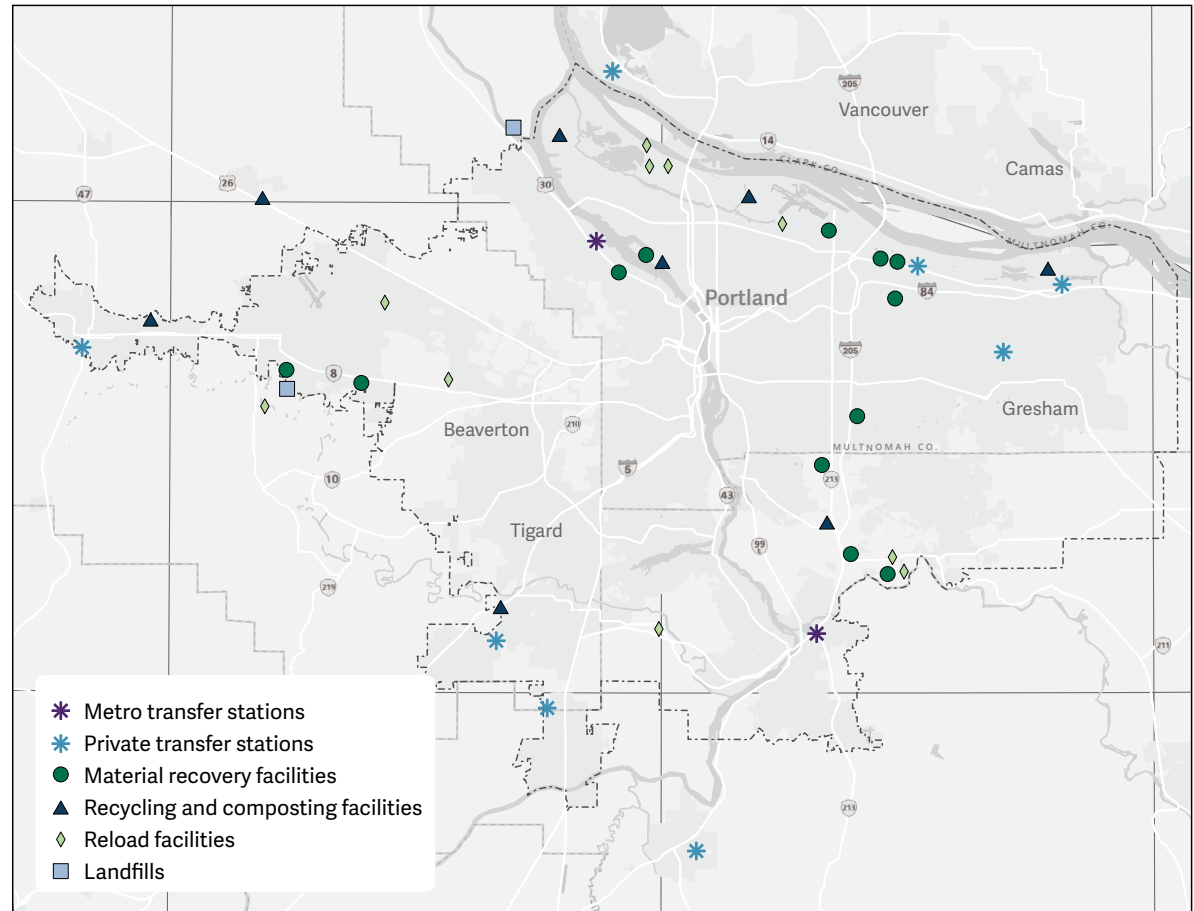 205
Vancouver
14
CLARK CO.
Camas
26
30
47
MULTNOMAH CO.
84
Portland
205
8
Gresham
Beaverton
210
MULTNOMAH CO.
5
10
213
43
Tigard
99
E
219
211
213
Metro transfer stations
Private transfer stations
Material recovery facilities
Recycling and composting facilities
Reload facilities
Landfills